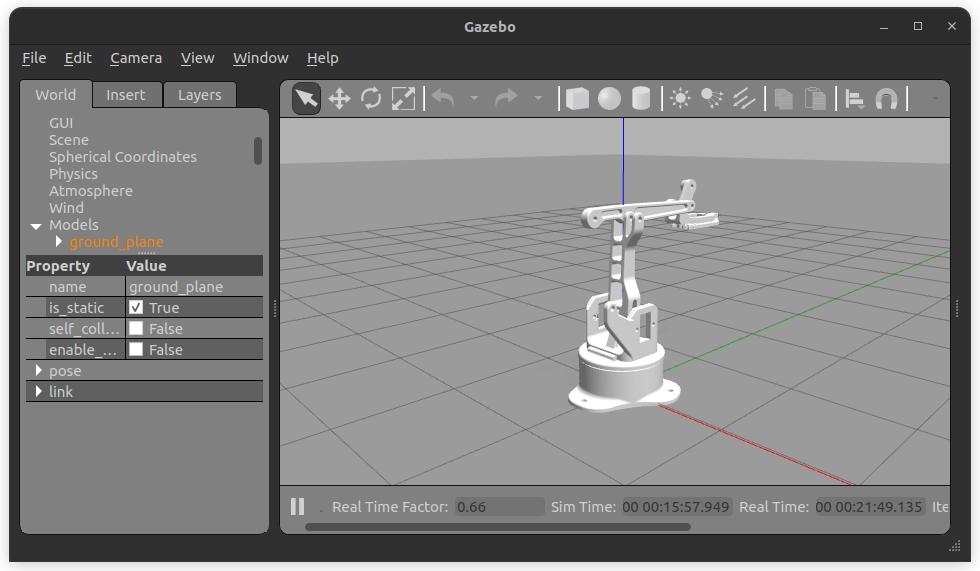 Gazebo
File Edit Camera View Window Help
World Insert Layers
GUI
Scene
Spherical Coordinates
Physics
Atmosphere
Wind
Models
ground_plane
Property Value
name ground_plane
is_static True
self_coll... False
enable_... False
pose
link
Real Time Factor: 0.66 Sim Time: 00 00:15:57.949 Real Time: 00 00:21:49.135 Ite